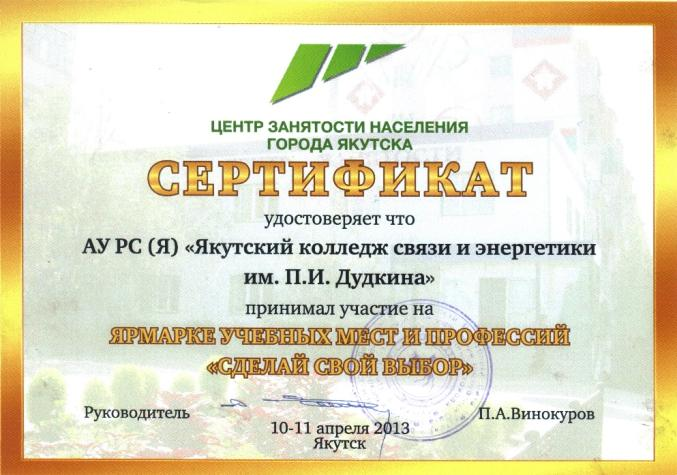 ЦЕНТР ЗАНЯТОСТИ НАСЕЛЕНИЯ
ГОРОДА ЯКУТСКА
СЕРТИФИКАТ
удостоверяет что
АУ РС (Я) «Якутский колледж связи и энергетики
им. П.И. Дудкина»
принимал участие на
ЯРМАРКЕ УЧЕБНЫХ МЕСТ И ПРОФЕССИЙ
«СДЕЛАЙ СВОЙ ВЫБОР»
Руководитель П.А.Винокуров
10-11 апреля 2013
Якутск